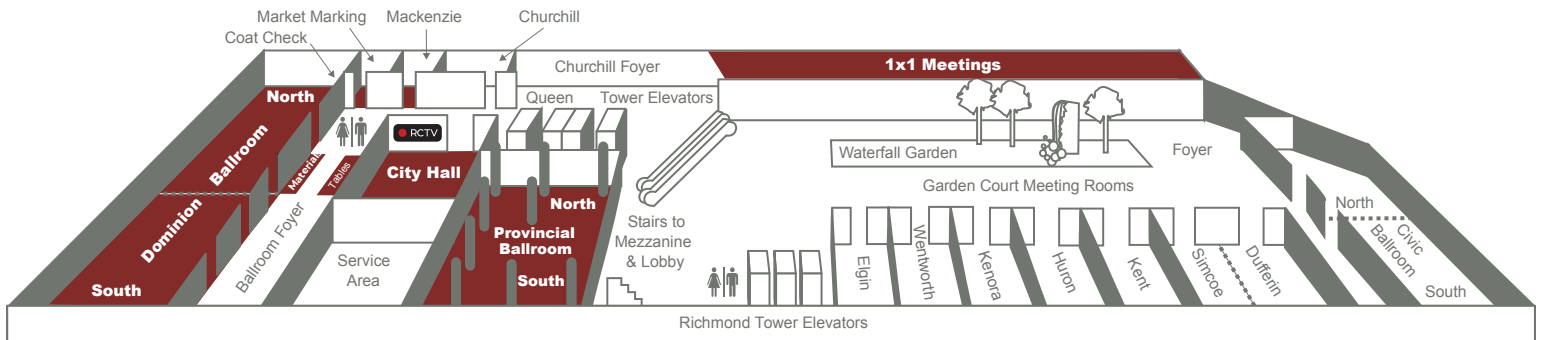 Market Marking
Mackenzie
Churchill
Coat Check
Churchill Foyer
1x1 Meetings
North
Queen
Tower Elevators
RCTV
Ballroom
Materials
Tables
City Hall
Waterfall Garden
Foyer
Garden Court Meeting Rooms
Dominion
South
Ballroom Foyer
Service
Area
North
Provincial
Ballroom
South
Stairs to
Mezzanine
& Lobby
Elgin
Wentworth
Kenora
Huron
Kent
Simcoe
Dufferin
North
Civic
Ballroom
South
Richmond Tower Elevators